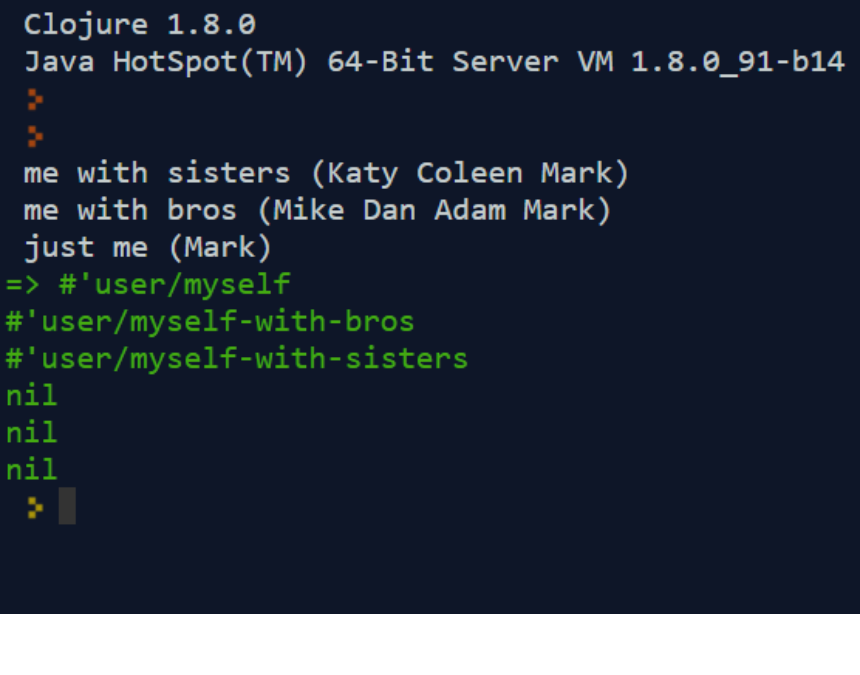 Clojure 1.8.0
Java HotSpot(TM) 64-Bit Server VM 1.8.0_91-b14
>
>
me with sisters (Katy Coleen Mark)
me with bros (Mike Dan Adam Mark)
just me (Mark)
=> #'user/myself
#'user/myself-with-bros
#'user/myself-with-sisters
nil
nil
nil
>